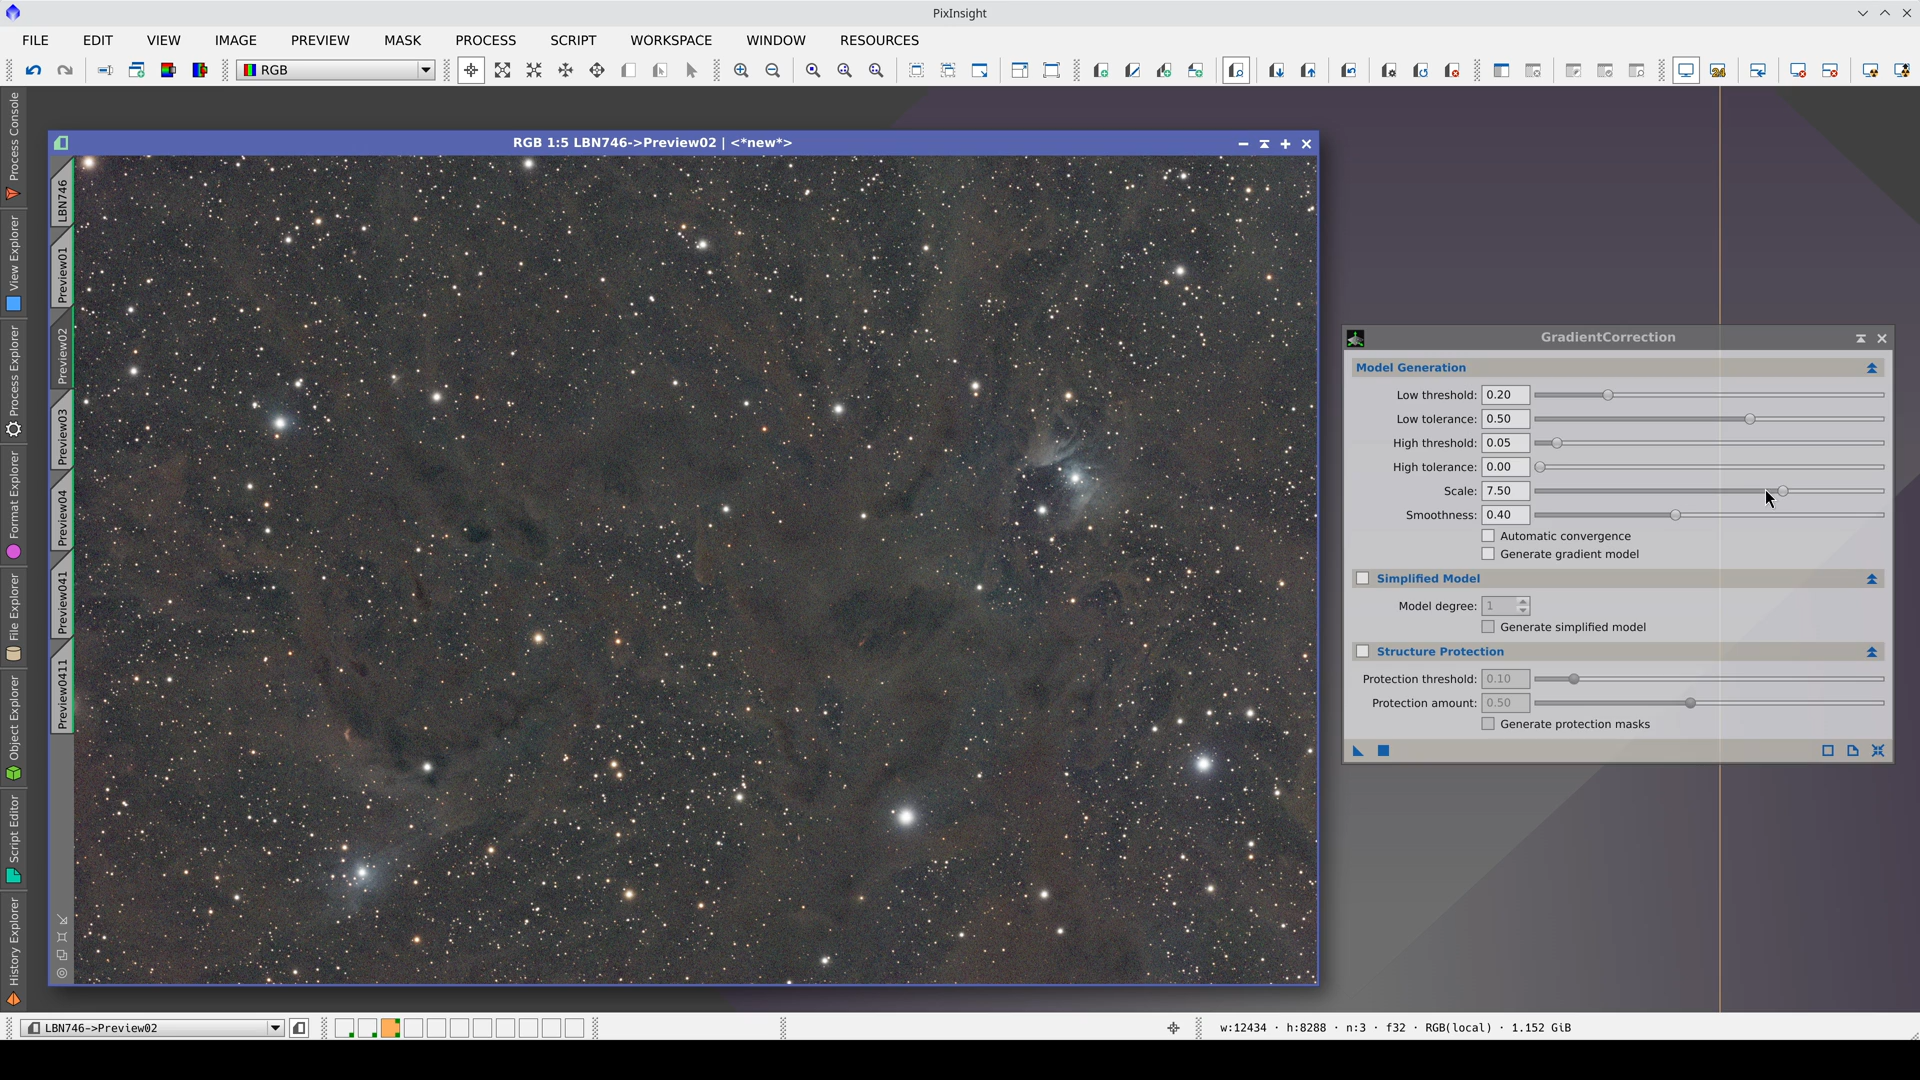 PixInsight
FILE EDIT VIEW IMAGE PREVIEW MASK PROCESS SCRIPT WORKSPACE WINDOW RESOURCES
RGB
Process Console
View Explorer
Process Explorer
Format Explorer
File Explorer
Object Explorer
Script Editor
History Explorer
RGB 1:5 LBN746->Preview02 | <*new*>
LBN746
Preview01
Preview02
Preview03
Preview04
Preview041
Preview0411
GradientCorrection
Model Generation
Low threshold: 0.20
Low tolerance: 0.50
High threshold: 0.05
High tolerance: 0.00
Scale: 7.50
Smoothness: 0.40
Automatic convergence
Generate gradient model
Simplified Model
Model degree: 1
Generate simplified model
Structure Protection
Protection threshold: 0.10
Protection amount: 0.50
Generate protection masks
LBN746->Preview02
w:12434 · h:8288 · n:3 · f32 · RGB(local) · 1.152 GiB